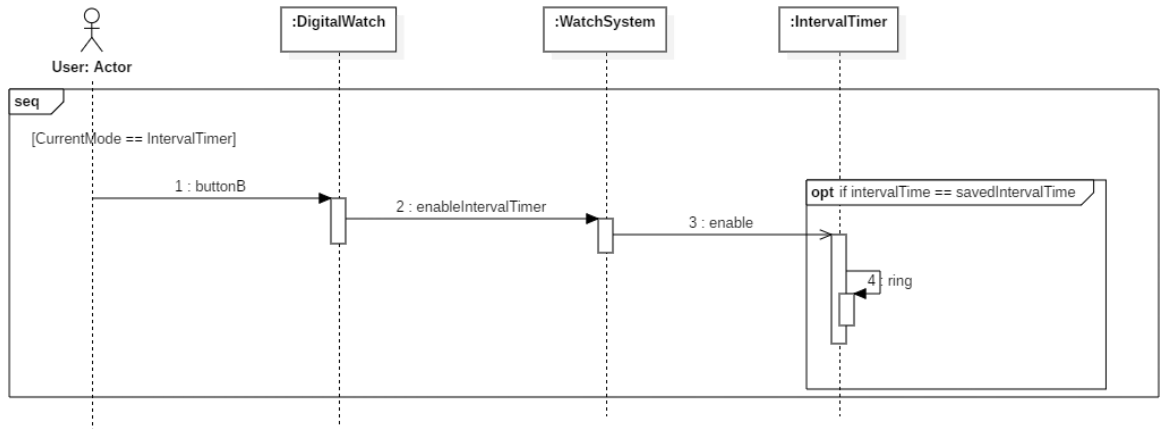 :DigitalWatch
:WatchSystem
:IntervalTimer
User: Actor
seq
[CurrentMode == IntervalTimer]
1 : buttonB
opt if intervalTime == savedIntervalTime
2 : enableIntervalTimer
3 : enable
4 : ring